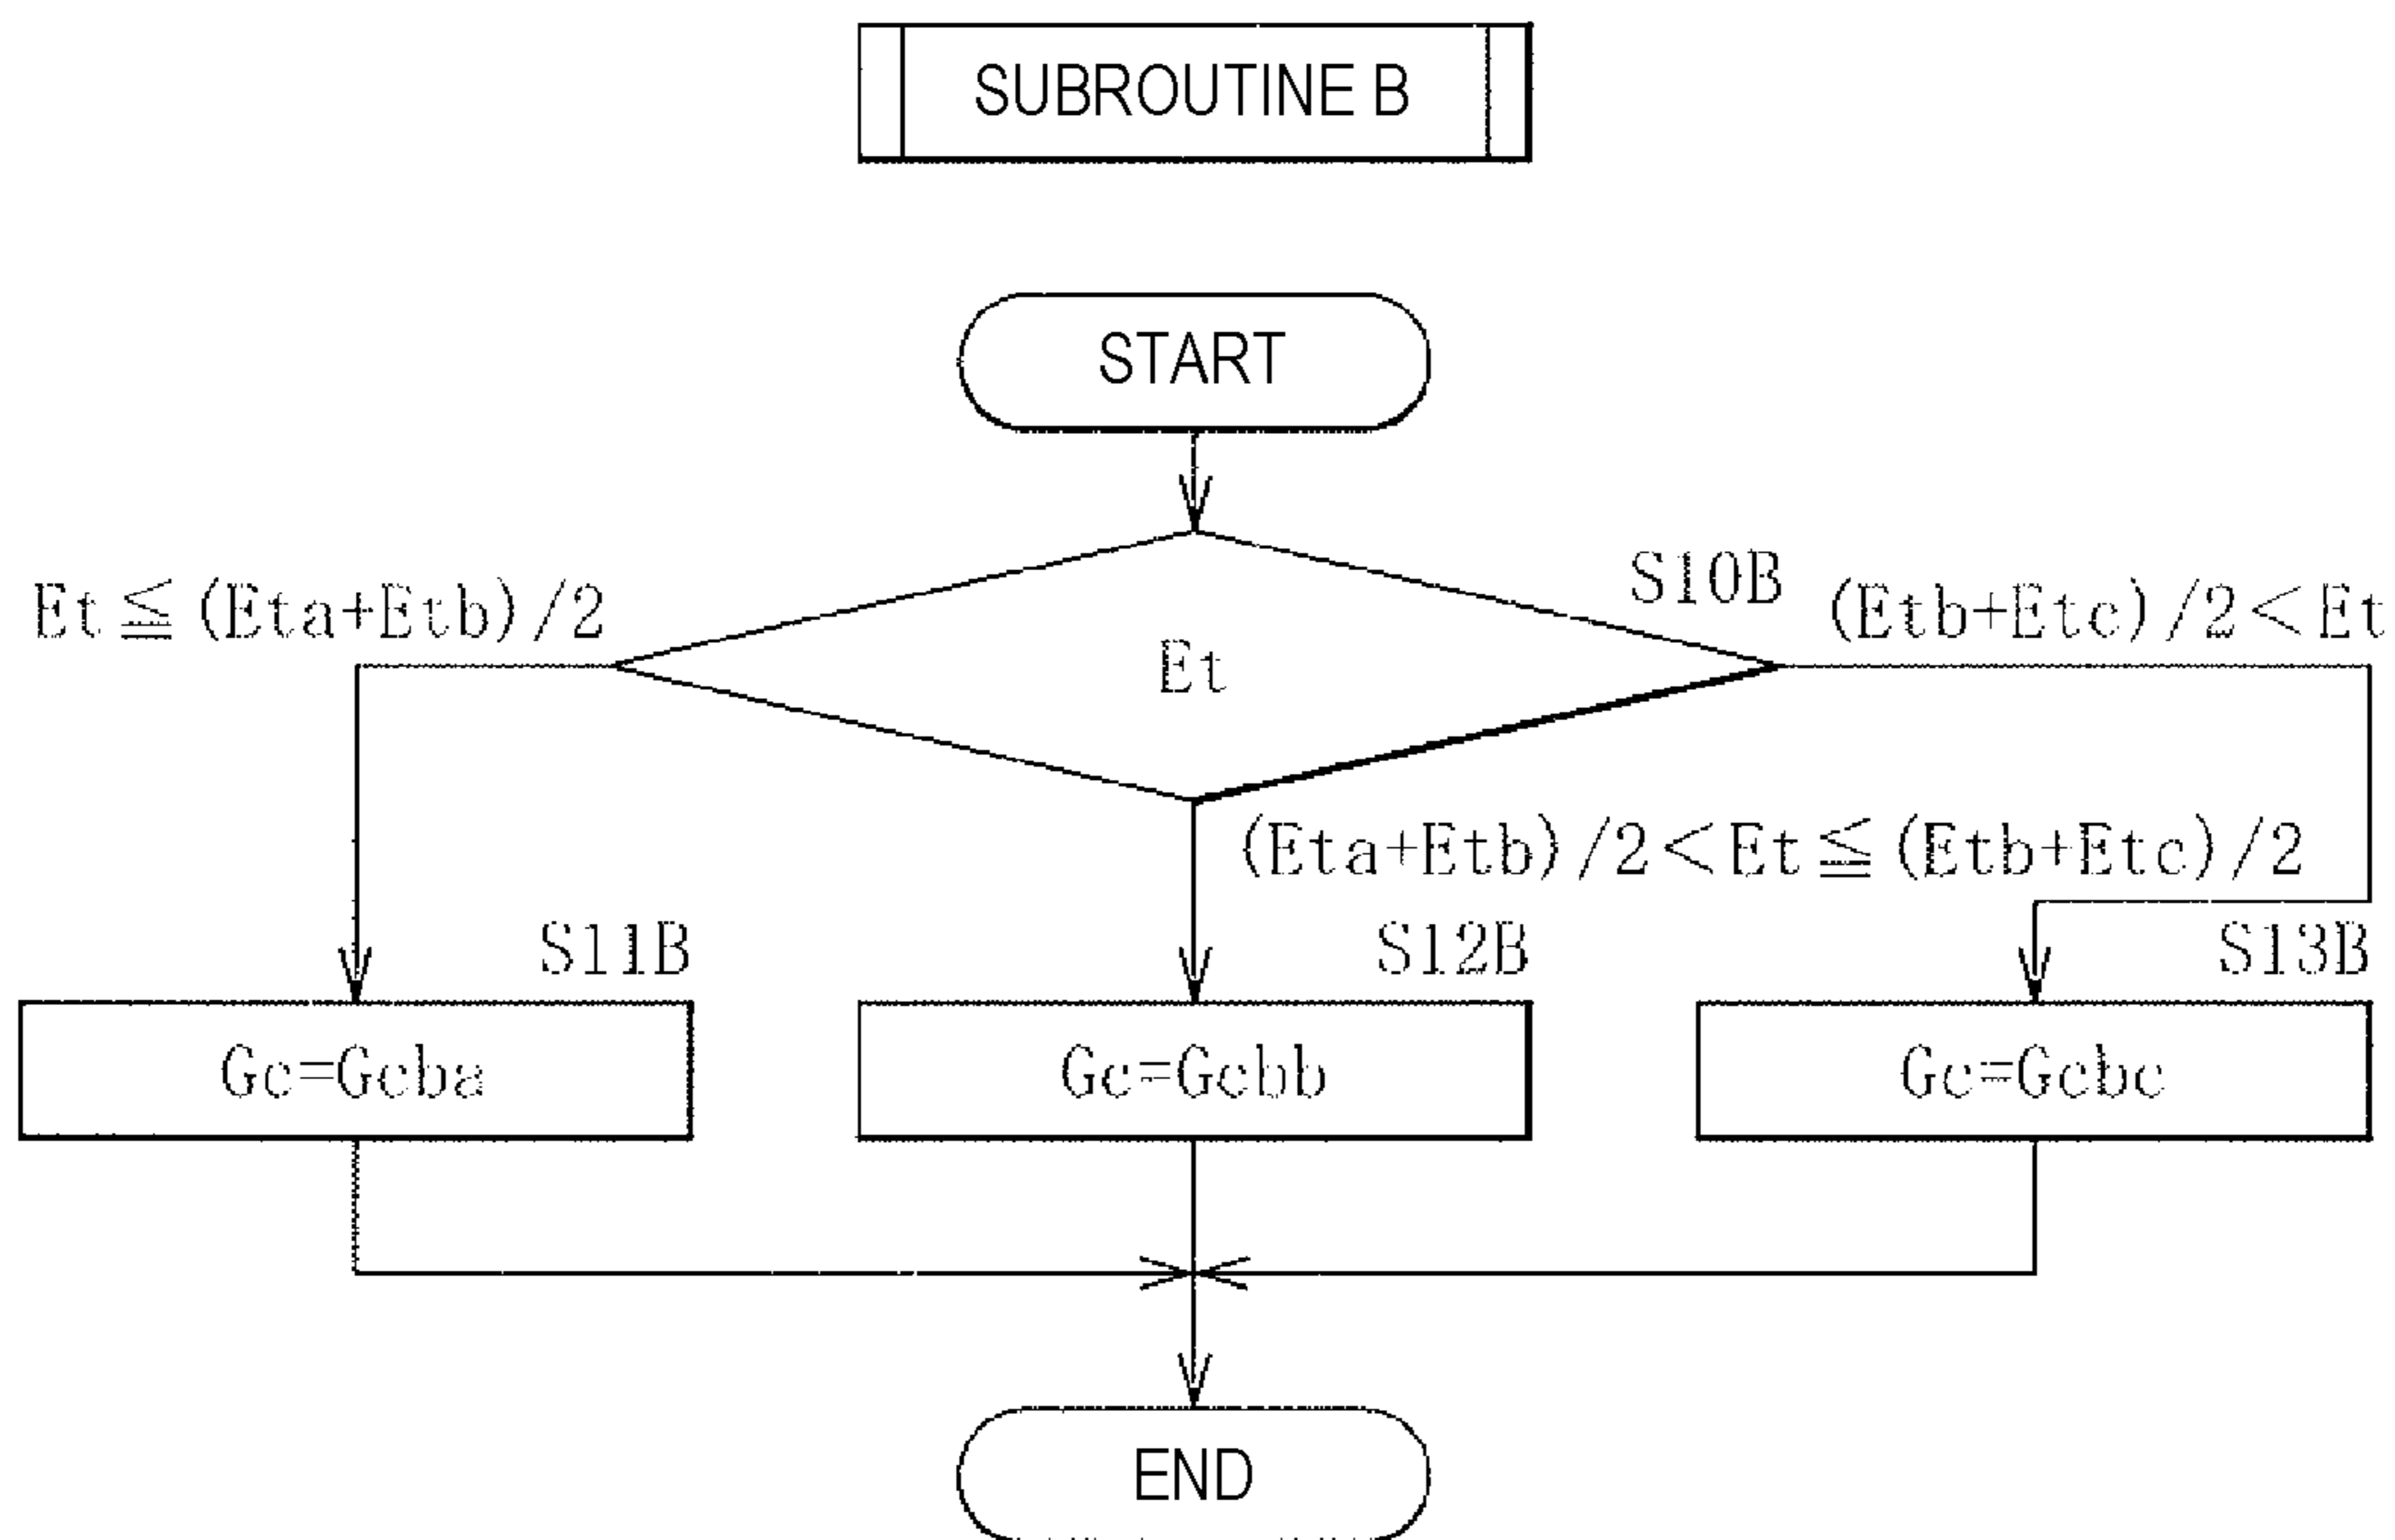 SUBROUTINE B
START
S10B
Et≦(Eta+Etb)/2
(Etb+Etc)/2<Et
Et
(Eta+Etb)/2<Et≦(Etb+Etc)/2
S11B
S12B
S13B
Gc=Gcba
Gc=Gcbb
Gc=Gcbc
END